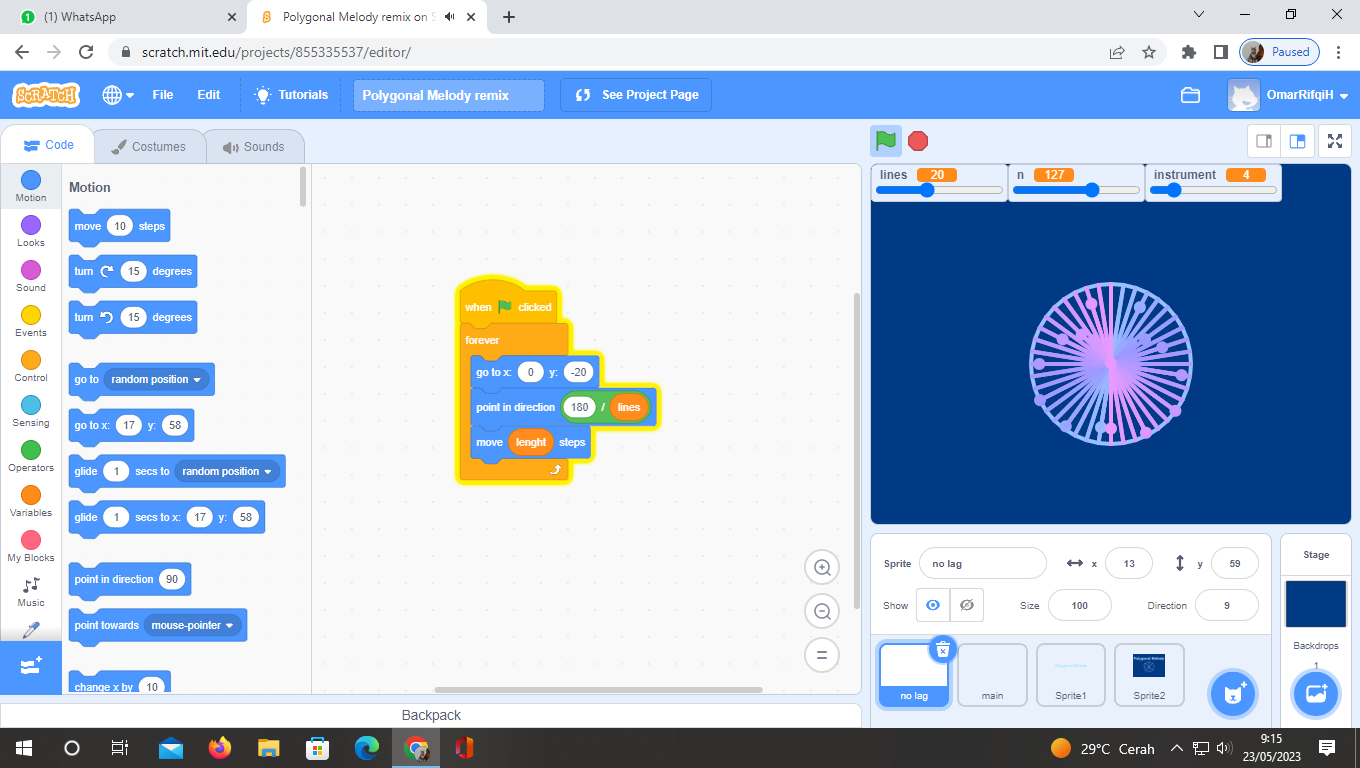 (1) WhatsApp
Polygonal Melody remix on S
scratch.mit.edu/projects/855335537/editor/
Paused
SCRATCH
File
Edit
Tutorials
Polygonal Melody remix
See Project Page
OmarRifqiH
Code
Costumes
Sounds
Motion
Looks
Sound
Events
Control
Sensing
Operators
Variables
My Blocks
Music
Motion
move 10 steps
turn 15 degrees
turn 15 degrees
go to random position
go to x: 17 y: 58
glide 1 secs to random position
glide 1 secs to x: 17 y: 58
point in direction 90
point towards mouse-pointer
change x by 10
when clicked
forever
go to x: 0 y: -20
point in direction 180 / lines
move lenght steps
lines 20
n 127
instrument 4
Sprite no lag x 13 y 59
Show Size 100 Direction 9
no lag
main
Sprite1
Sprite2
Stage
Backdrops
1
Backpack
29°C Cerah
9:15
23/05/2023